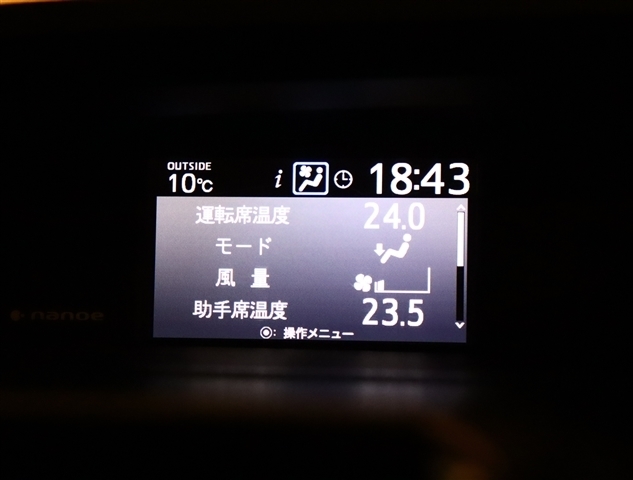 OUTSIDE
10℃ i 18:43
運転席温度 24.0
モード
風 量
助手席温度 23.5
◉: 操作メニュー
nanoe